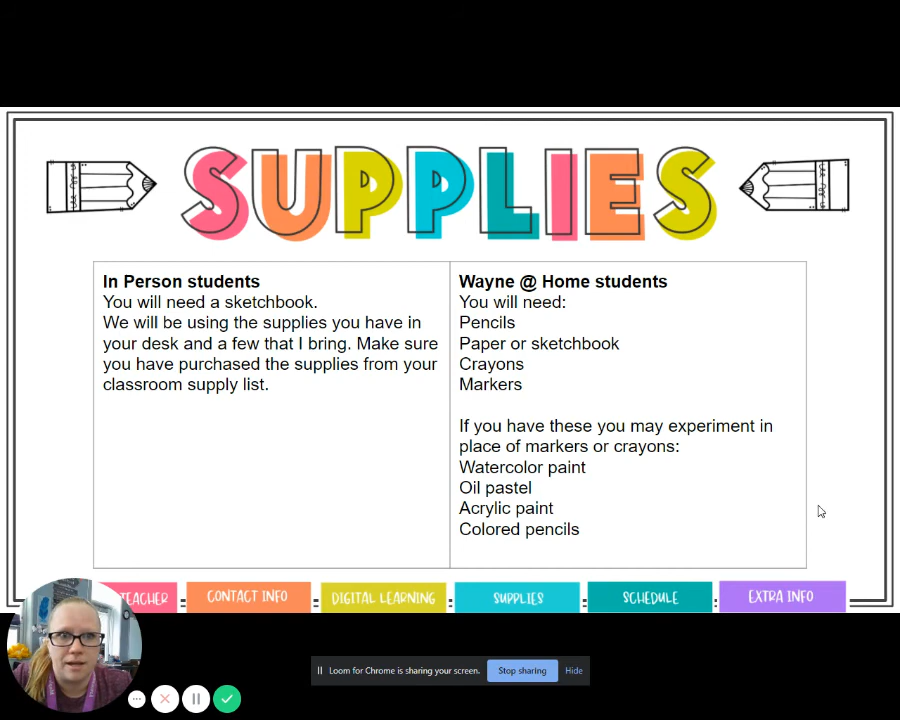 SUPPLIES
In Person students
You will need a sketchbook.
We will be using the supplies you have in
your desk and a few that I bring. Make sure
you have purchased the supplies from your
classroom supply list.
Wayne @ Home students
You will need:
Pencils
Paper or sketchbook
Crayons
Markers
If you have these you may experiment in
place of markers or crayons:
Watercolor paint
Oil pastel
Acrylic paint
Colored pencils
TEACHER
CONTACT INFO
DIGITAL LEARNING
SUPPLIES
SCHEDULE
EXTRA INFO
Loom for Chrome is sharing your screen.
Stop sharing
Hide